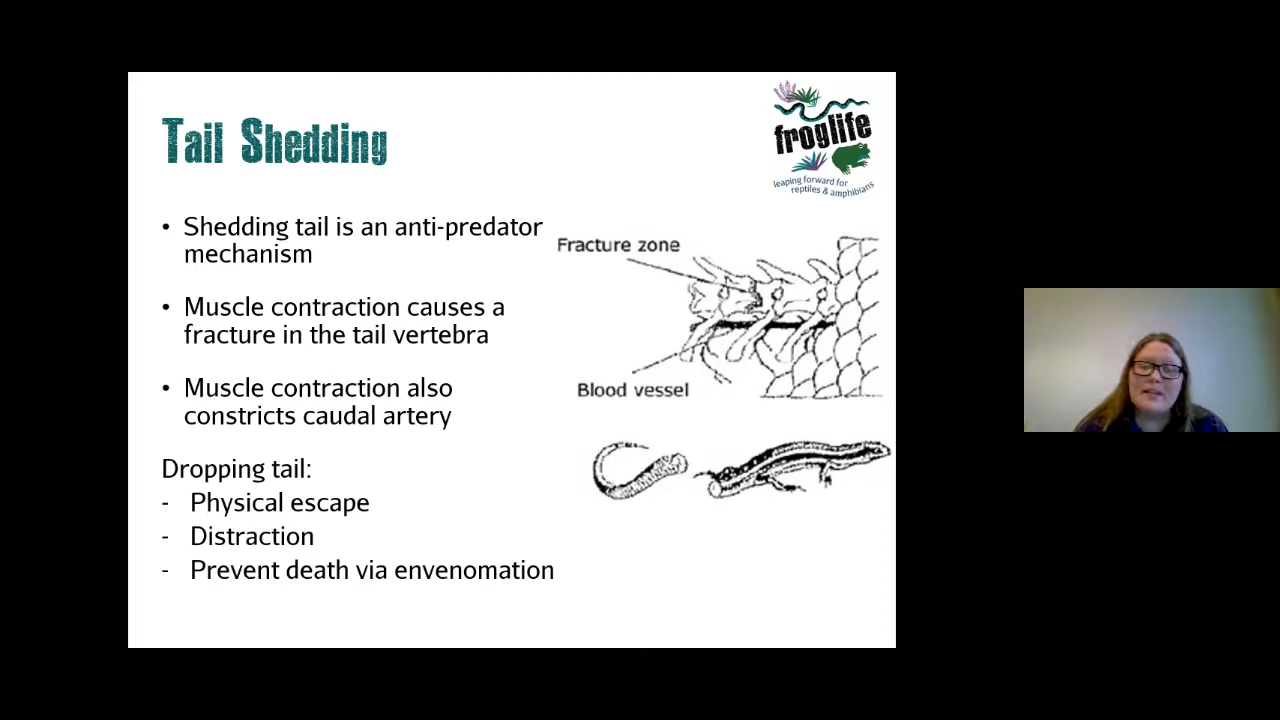 Tail Shedding
froglife
leaping forward for
reptiles & amphibians
• Shedding tail is an anti-predator
mechanism
• Muscle contraction causes a
fracture in the tail vertebra
• Muscle contraction also
constricts caudal artery
Dropping tail:
- Physical escape
- Distraction
- Prevent death via envenomation
Fracture zone
Blood vessel